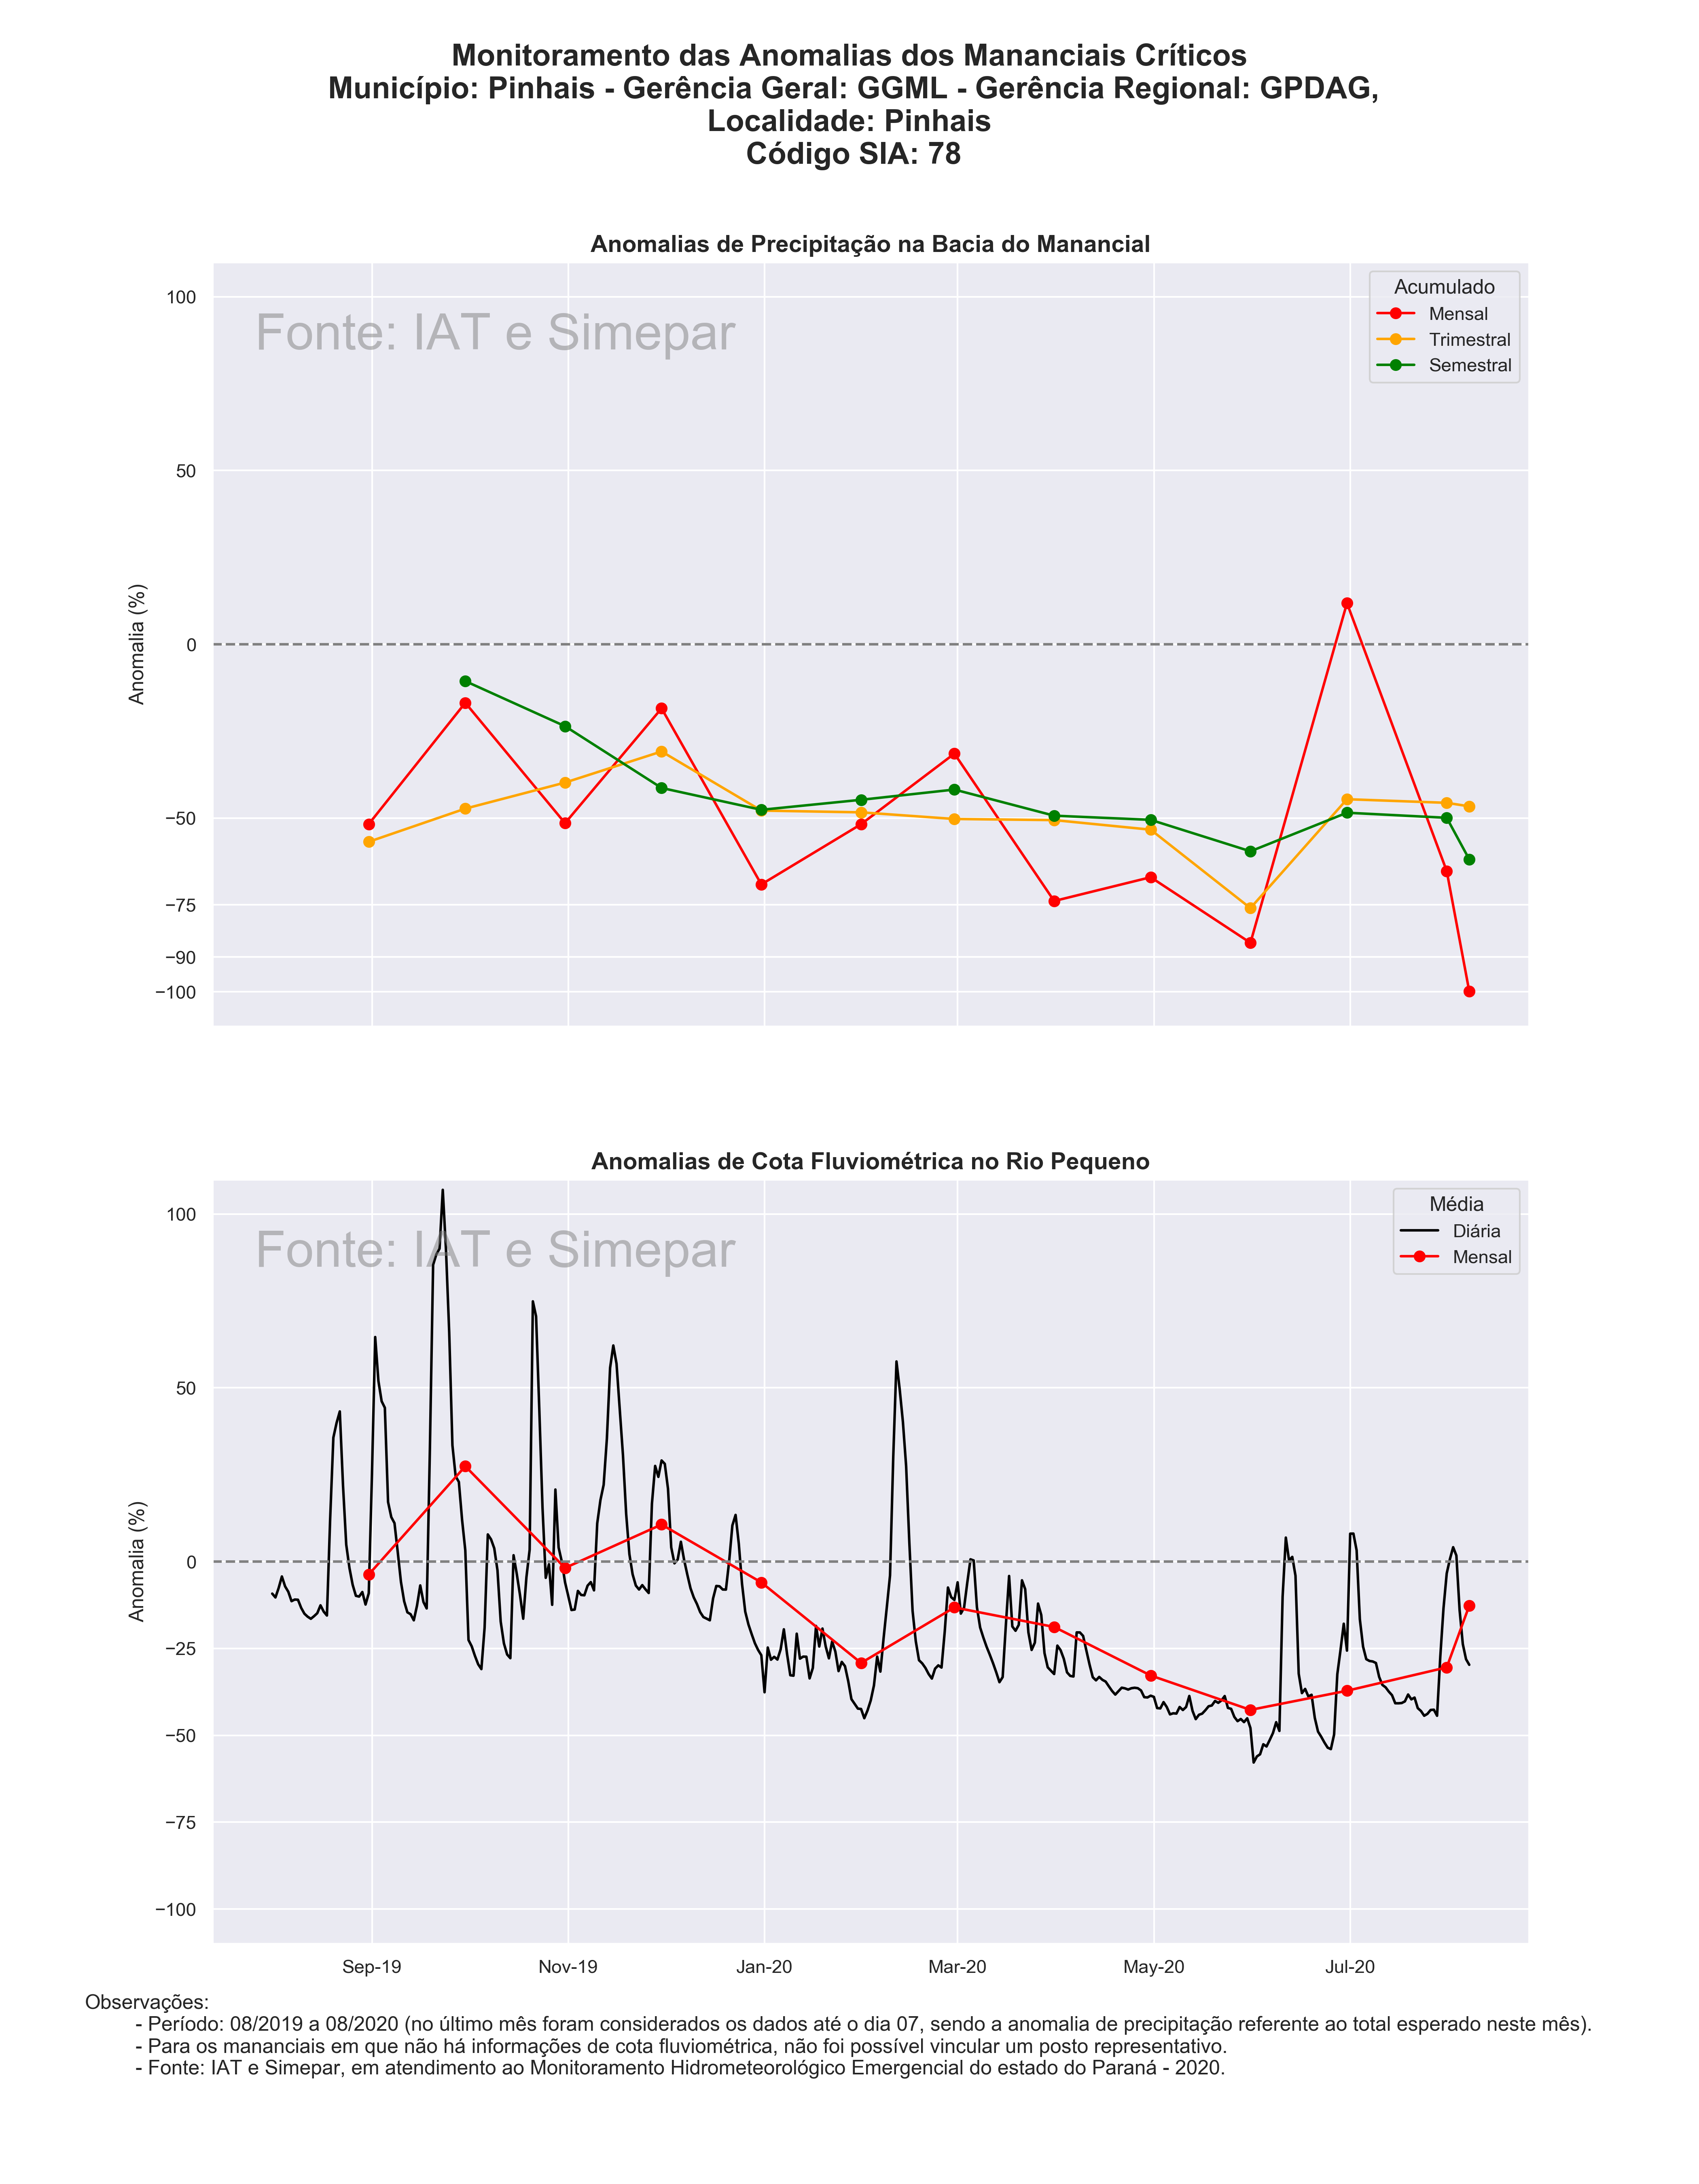 Monitoramento das Anomalias dos Mananciais Críticos
Município: Pinhais - Gerência Geral: GGML - Gerência Regional: GPDAG,
Localidade: Pinhais
Código SIA: 78
Anomalias de Precipitação na Bacia do Manancial
Fonte: IAT e Simepar
Acumulado
Mensal
Trimestral
Semestral
Anomalia (%)
100
50
0
−50
−75
−90
−100
Anomalias de Cota Fluviométrica no Rio Pequeno
Fonte: IAT e Simepar
Média
Diária
Mensal
Anomalia (%)
100
50
0
−25
−50
−75
−100
Sep-19 Nov-19 Jan-20 Mar-20 May-20 Jul-20
Observações:
- Período: 08/2019 a 08/2020 (no último mês foram considerados os dados até o dia 07, sendo a anomalia de precipitação referente ao total esperado neste mês).
- Para os mananciais em que não há informações de cota fluviométrica, não foi possível vincular um posto representativo.
- Fonte: IAT e Simepar, em atendimento ao Monitoramento Hidrometeorológico Emergencial do estado do Paraná - 2020.